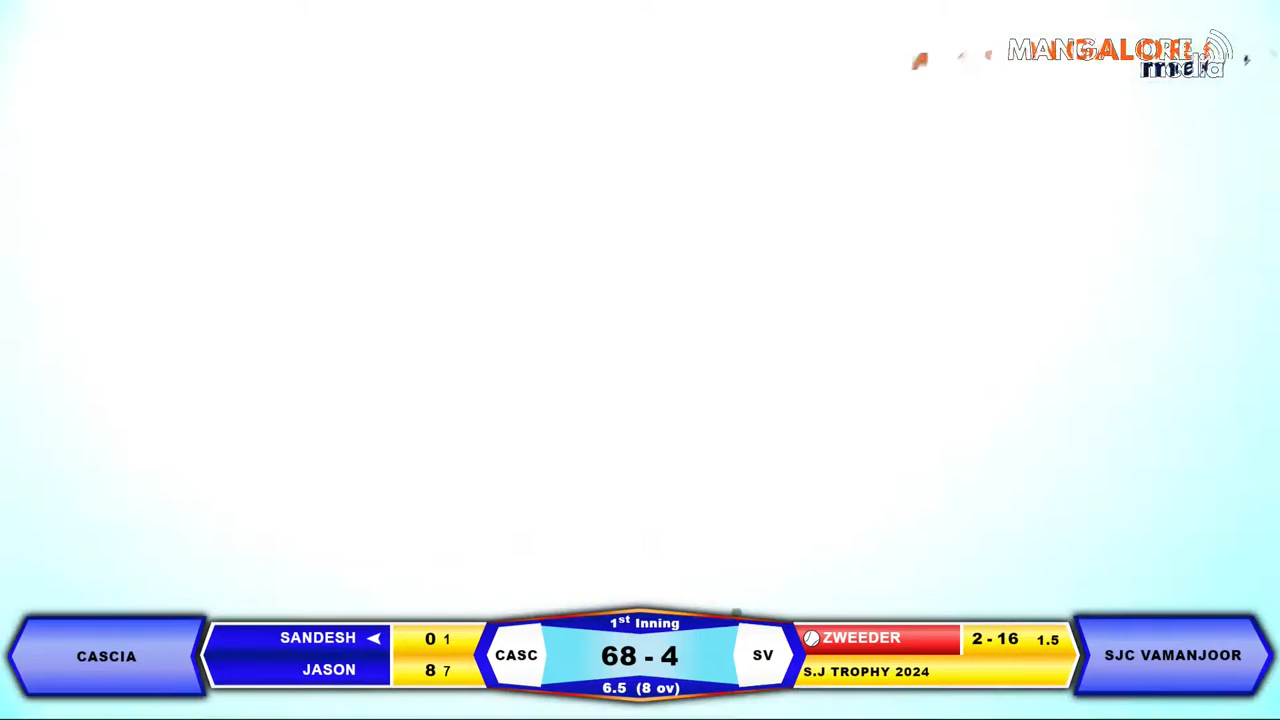 MANGALORE
media
CASCIA
SANDESH 0 1
JASON 8 7
CASC
1st Inning
68 - 4
6.5 (8 ov)
SV
ZWEEDER 2 - 16 1.5
S.J TROPHY 2024
SJC VAMANJOOR